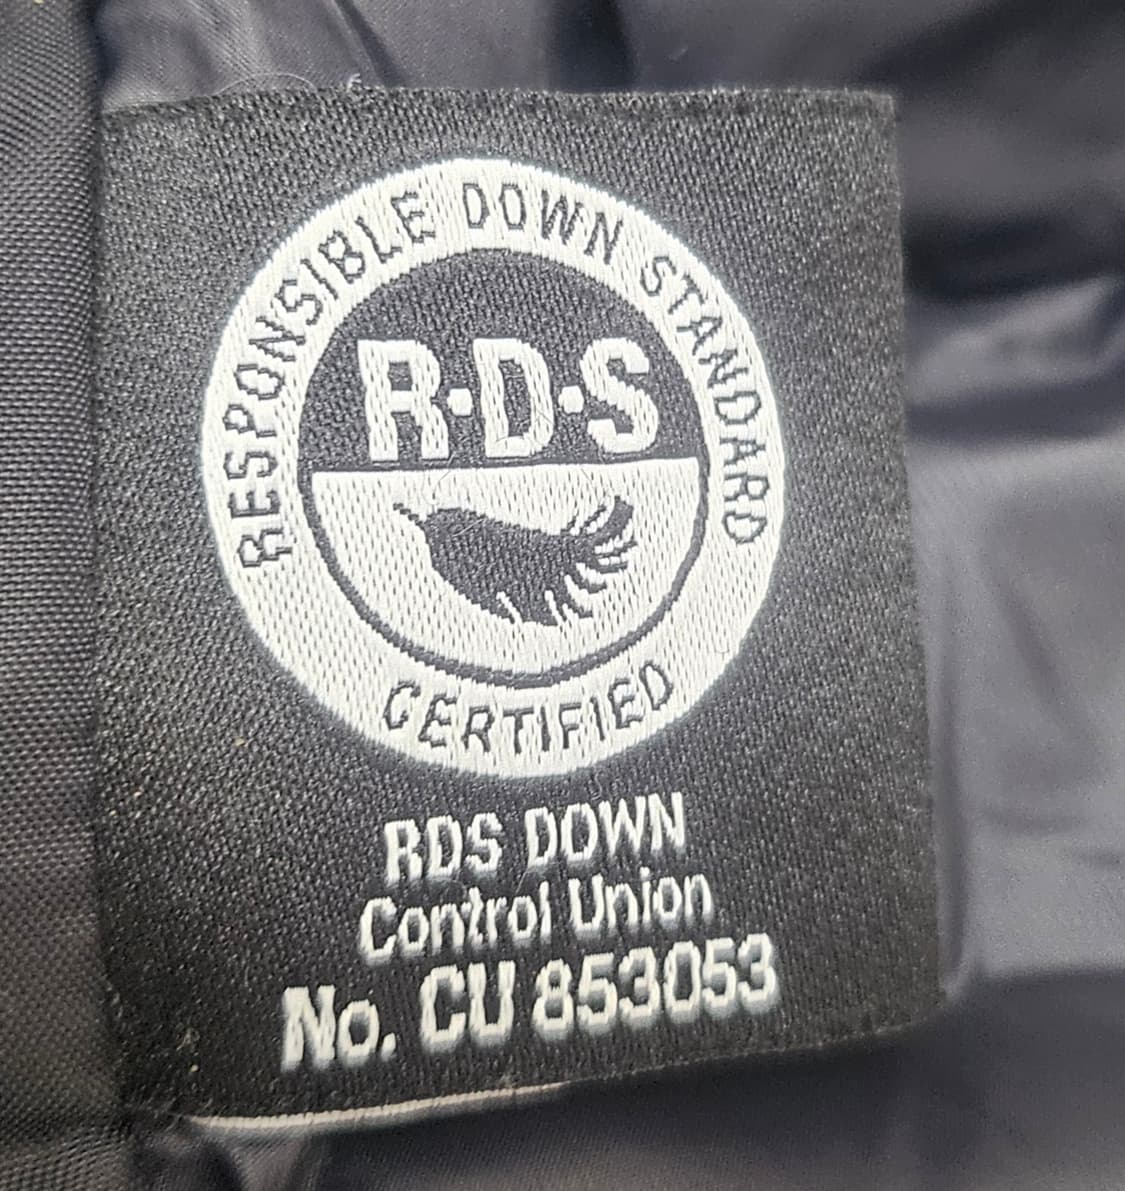 RESPONSIBLE DOWN STANDARD
R·D·S
CERTIFIED
RDS DOWN
Control Union
No. CU 853053